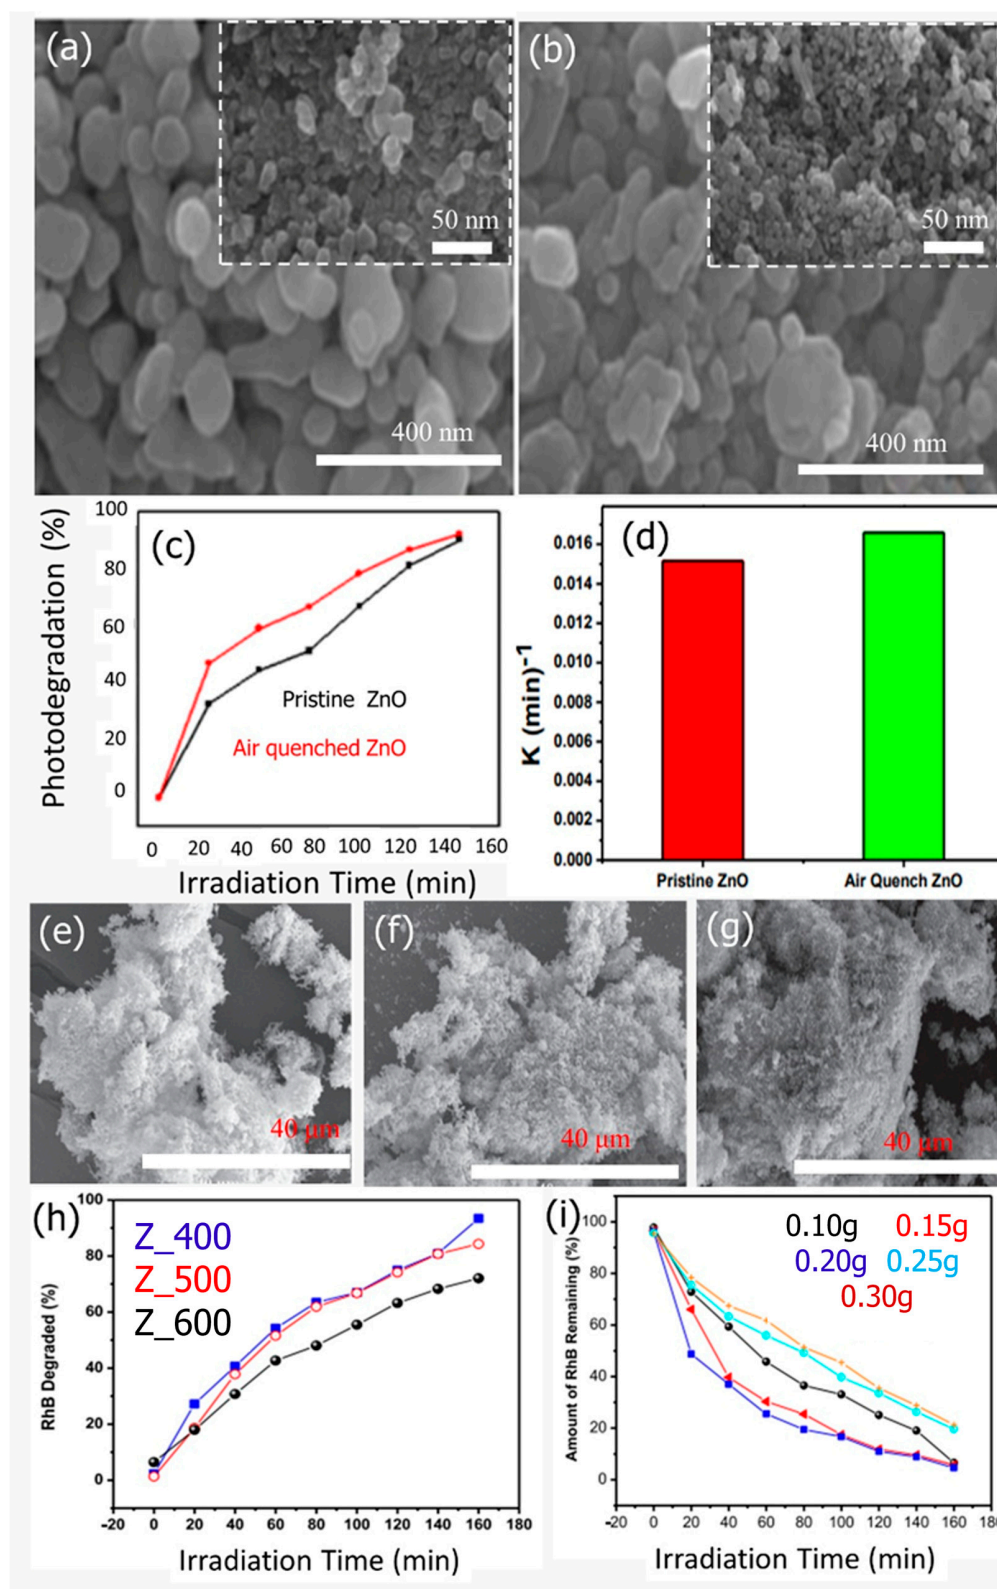 (a)
50 nm
400 nm
(b)
50 nm
400 nm
(c)
Photodegradation (%)
100
80
60
40
20
0
Pristine ZnO
Air quenched ZnO
0 20 40 60 80 100 120 140 160
Irradiation Time (min)
(d)
K (min)⁻¹
0.016
0.014
0.012
0.010
0.008
0.006
0.004
0.002
0.000
Pristine ZnO Air Quench ZnO
(e)
40 µm
(f)
40 µm
(g)
40 µm
(h)
RhB Degraded (%)
100
80
60
40
20
0
Z_400
Z_500
Z_600
-20 0 20 40 60 80 100 120 140 160 180
Irradiation Time (min)
(i)
Amount of RhB Remaining (%)
100
80
60
40
20
0
0.10g 0.15g
0.20g 0.25g
0.30g
-20 0 20 40 60 80 100 120 140 160 180
Irradiation Time (min)